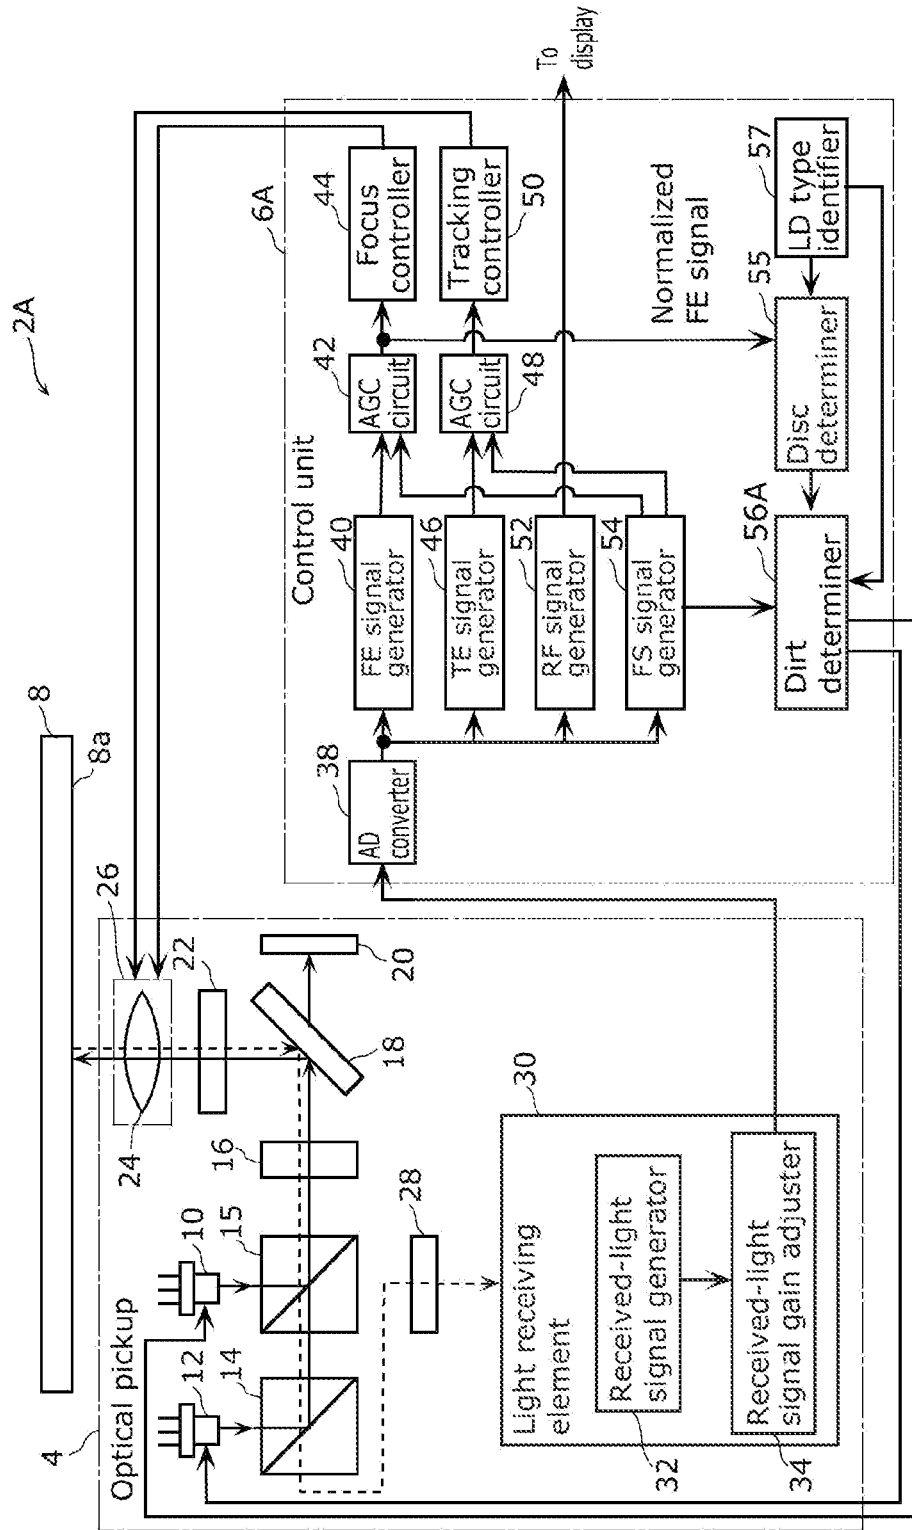 2A
8
8a
4
Optical pickup
12
10
14
15
16
24
26
22
18
20
28
30
Light receiving
element
Received-light
signal generator
32
Received-light
signal gain adjuster
34
6A
Control unit
38
AD
converter
40
FE signal
generator
42
AGC
circuit
44
Focus
controller
46
TE signal
generator
48
AGC
circuit
Tracking
controller
50
52
RF signal
generator
To
display
54
FS signal
generator
Normalized
FE signal
56A
Dirt
determiner
55
Disc
determiner
57
LD type
identifier